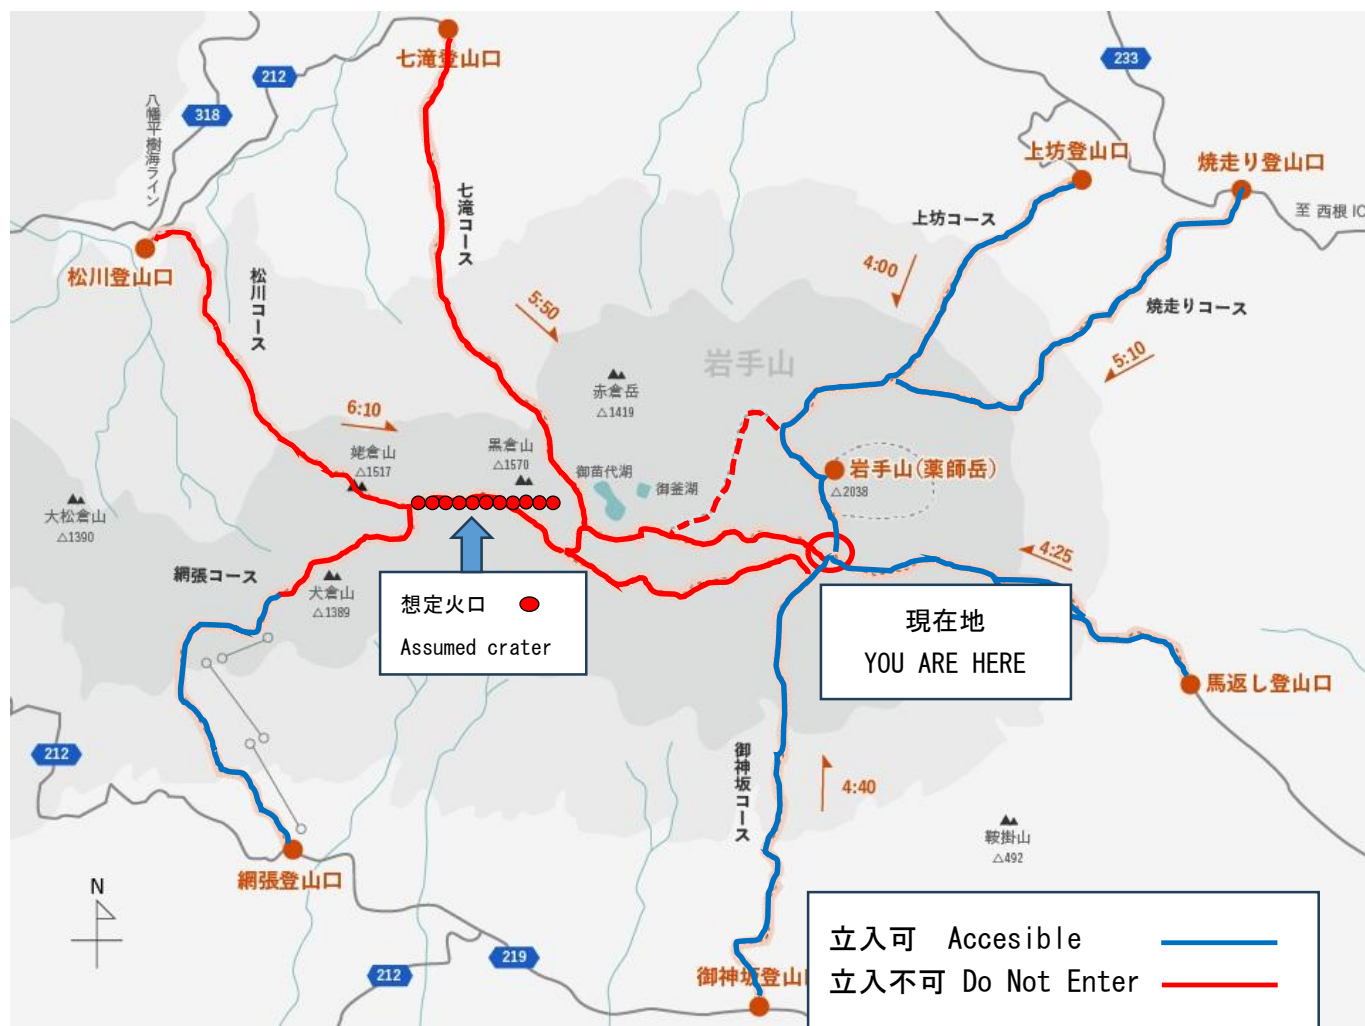 七滝登山口
233
212
318
八幡平樹海ライン
上坊登山口
焼走り登山口
至 西根 IC
七滝コース
上坊コース
松川登山口
松川コース
4:00
5:50
焼走りコース
5:10
岩手山
赤倉岳
△1419
6:10
姥倉山
△1517
黒倉山
△1570
御苗代湖
御釜湖
岩手山(薬師岳)
△2038
大松倉山
△1390
4:25
網張コース
犬倉山
△1389
想定火口
Assumed crater
現在地
YOU ARE HERE
馬返し登山口
212
御神坂コース
4:40
鞍掛山
△492
網張登山口
N
219
212
御神坂登山口
立入可 Accesible
立入不可 Do Not Enter